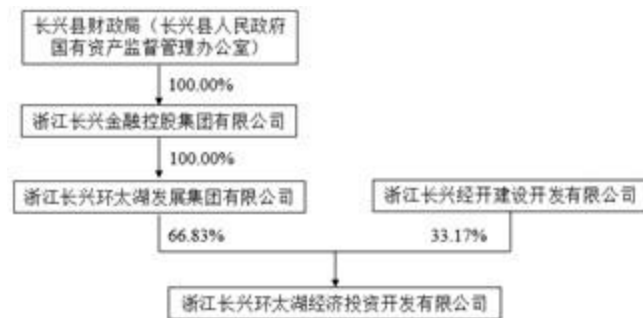 长兴县财政局（长兴县人民政府
国有资产监督管理办公室）
100.00%
浙江长兴金融控股集团有限公司
100.00%
浙江长兴环太湖发展集团有限公司
浙江长兴经开建设开发有限公司
66.83%
33.17%
浙江长兴环太湖经济投资开发有限公司